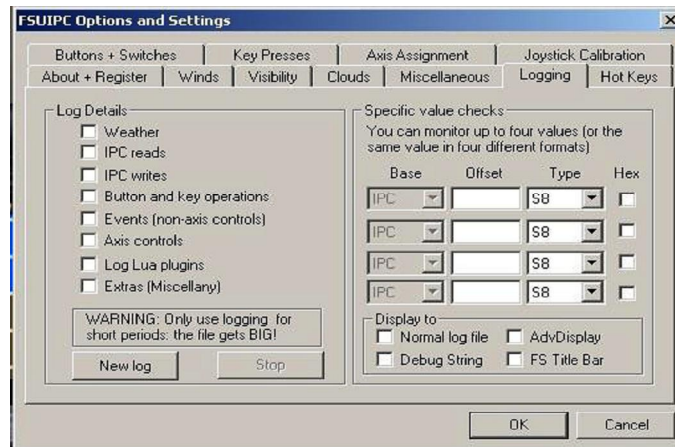 FSUIPC Options and Settings
Buttons + Switches
Key Presses
Axis Assignment
Joystick Calibration
About + Register
Winds
Visibility
Clouds
Miscellaneous
Logging
Hot Keys
Log Details
Weather
IPC reads
IPC writes
Button and key operations
Events (non-axis controls)
Axis controls
Log Lua plugins
Extras (Miscellany)
WARNING: Only use logging for
short periods: the file gets BIG!
New log
Stop
Specific value checks
You can monitor up to four values (or the
same value in four different formats)
Base Offset Type Hex
IPC S8
IPC S8
IPC S8
IPC S8
Display to
Normal log file
AdvDisplay
Debug String
FS Title Bar
OK
Cancel